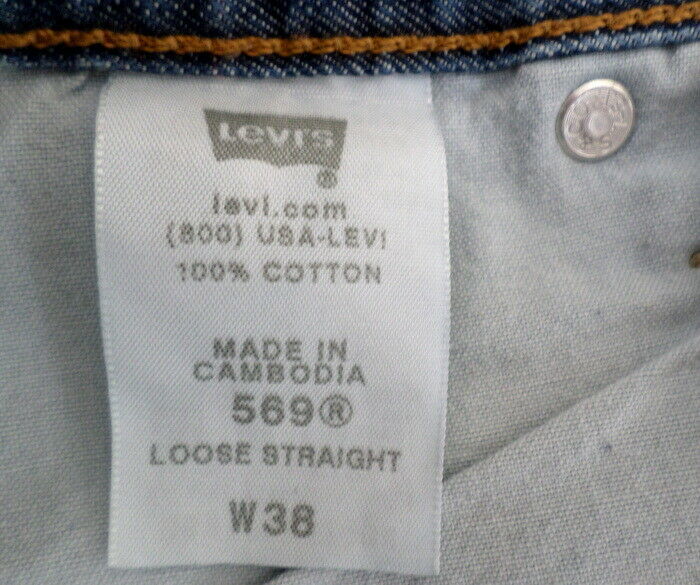 Levi's
®
levi.com
(800) USA-LEVI
100% COTTON
MADE IN
CAMBODIA
569®
LOOSE STRAIGHT
W38